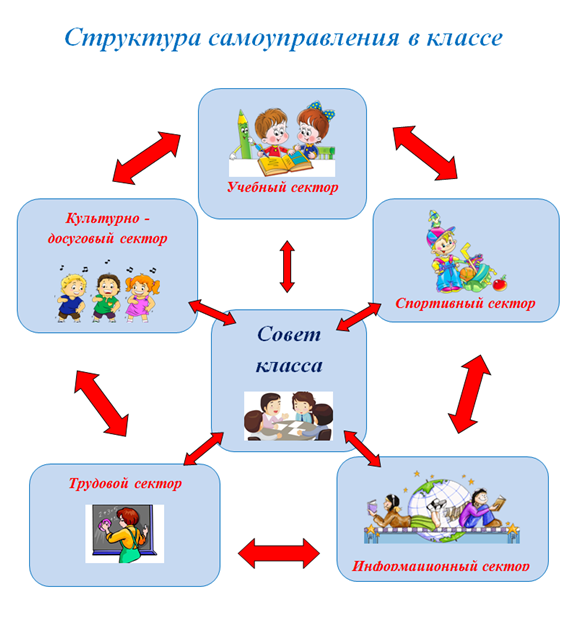 Структура самоуправления в классе
Учебный сектор
Культурно -
досуговый сектор
Спортивный сектор
Совет
класса
Трудовой сектор
Информационный сектор